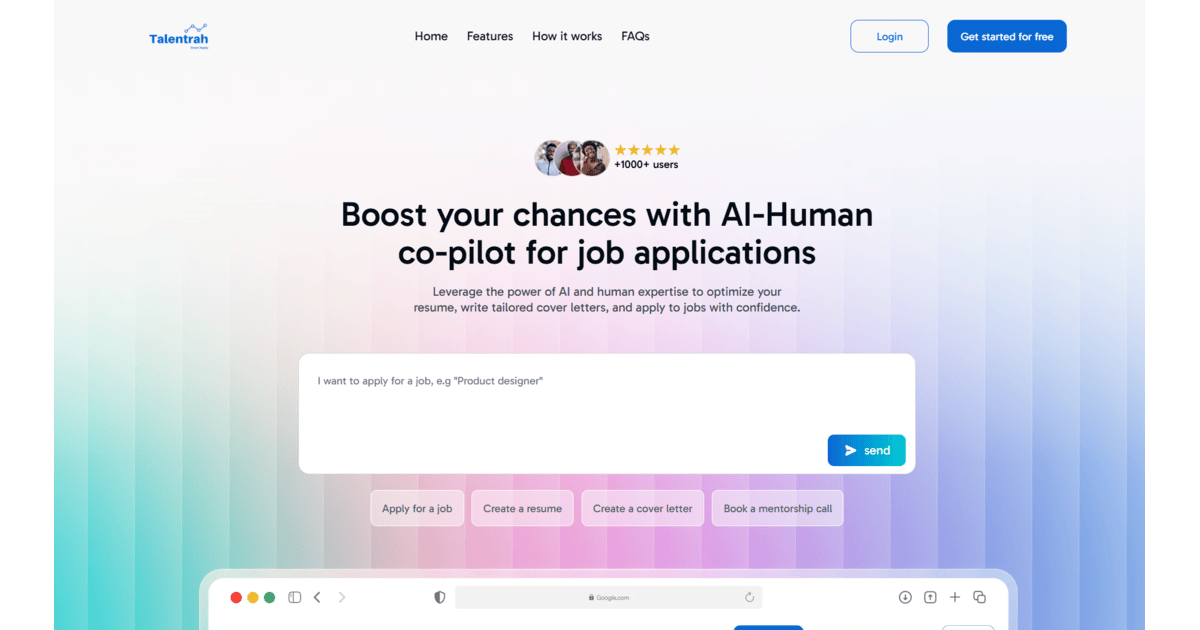 Talentrah
Home Features How it works FAQs
Login
Get started for free
+1000+ users
Boost your chances with AI-Human
co-pilot for job applications
Leverage the power of AI and human expertise to optimize your
resume, write tailored cover letters, and apply to jobs with confidence.
I want to apply for a job, e.g "Product designer"
send
Apply for a job
Create a resume
Create a cover letter
Book a mentorship call
Google.com